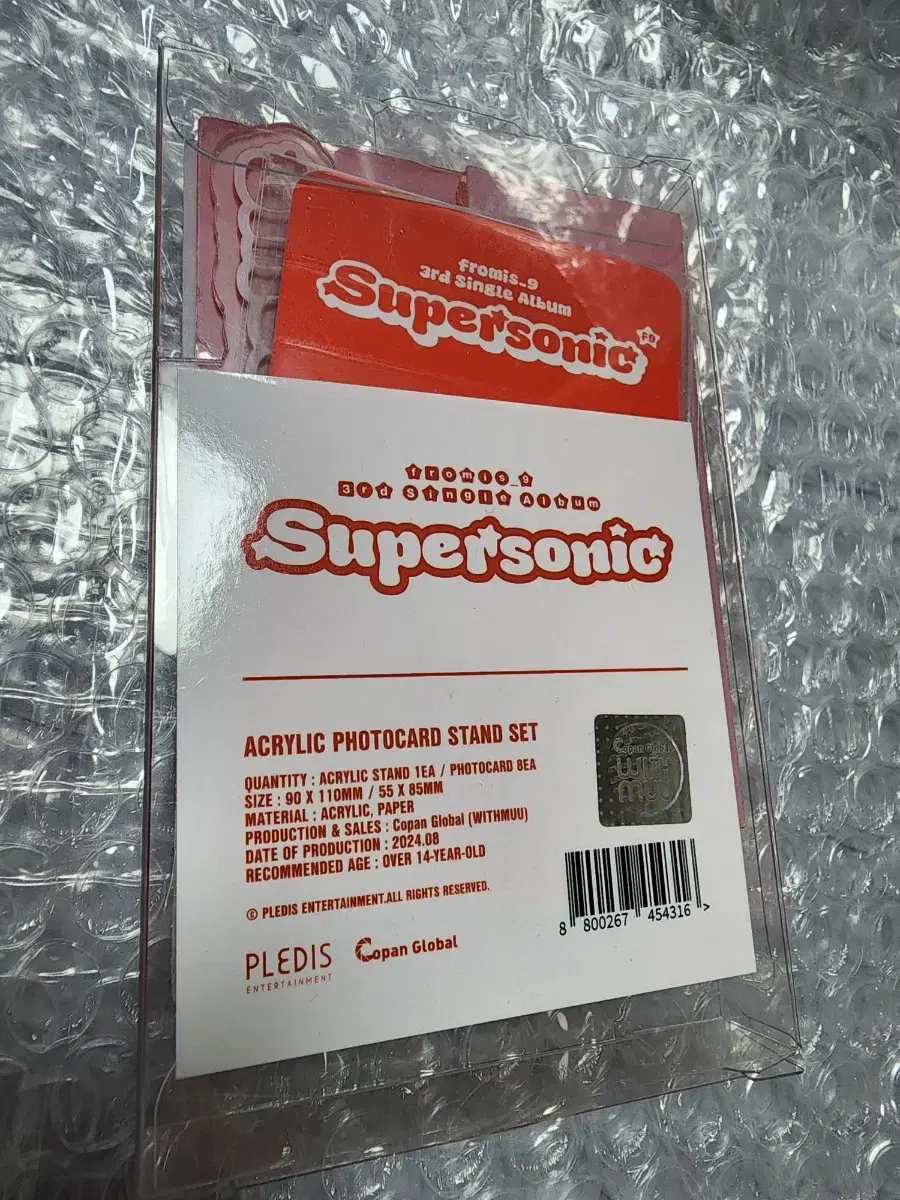 fromis_9
3rd Single Album
Supersonic
f9
fromis_9
3rd Single Album
Supersonic
ACRYLIC PHOTOCARD STAND SET
QUANTITY : ACRYLIC STAND 1EA / PHOTOCARD 8EA
SIZE : 90 X 110MM / 55 X 85MM
MATERIAL : ACRYLIC, PAPER
PRODUCTION & SALES : Copan Global (WITHMUU)
DATE OF PRODUCTION : 2024.08
RECOMMENDED AGE : OVER 14-YEAR-OLD
© PLEDIS ENTERTAINMENT.ALL RIGHTS RESERVED.
PLEDIS
ENTERTAINMENT
Copan Global
Copan Global
WITH
MUU
8 800267 454316 >